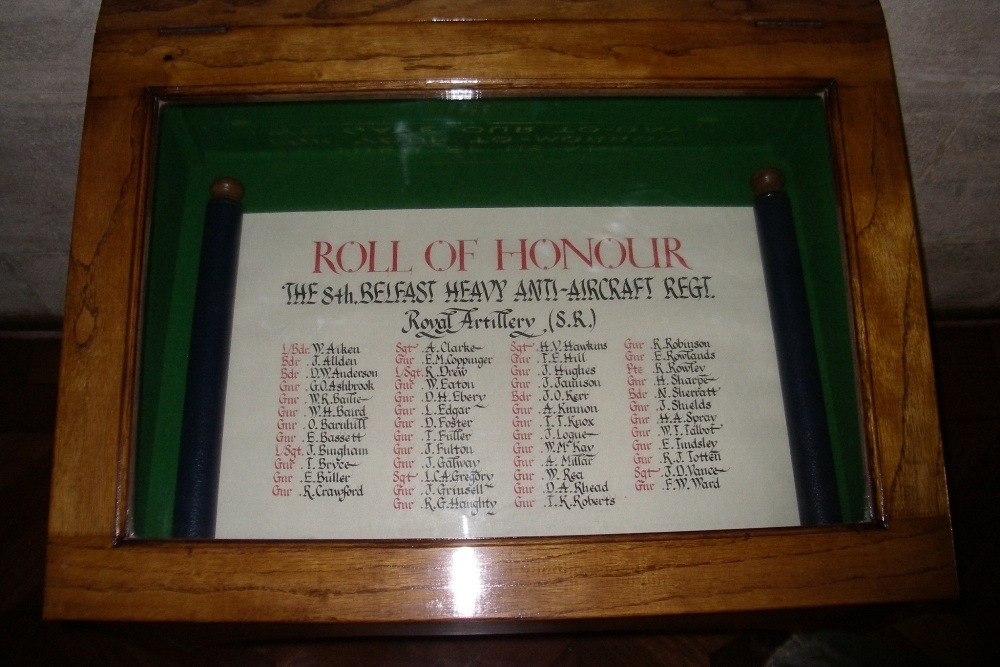 ROLL OF HONOUR
THE 8th. BELFAST HEAVY ANTI-AIRCRAFT REGT.
Royal Artillery (S.R.)
L/Bdr. W. Aiken
Bdr J. Allden
Bdr D.W. Anderson
Gnr G.O. Ashbrook
Gnr W.R. Bailie
Gnr W.H. Baird
Gnr O. Barnhill
Gnr E. Bassett
L/Sgt. J. Bingham
Gnr T. Bryce
Gnr E. Buller
Gnr R. Crawford
Sgt A. Clarke
Gnr E.M. Coppinger
L/Sgt. R. Drew
Gnr W. Eaton
Gnr D.H. Ebery
Gnr L. Edgar
Gnr D. Foster
Gnr T. Fuller
Gnr J. Fulton
Gnr J. Galway
Sgt L.C.A. Gregory
Gnr J. Grinsell
Gnr R.G. Haughty
Sgt H.V. Hawkins
Gnr T.E. Hill
Gnr J. Hughes
Gnr J. Jamison
Bdr J.O. Kerr
Gnr A. Kinnon
Gnr T.T. Knox
Gnr J. Logue
Gnr W. McKay
Gnr A. Millar
Gnr W. Rea
Gnr D.A. Rhead
Gnr T.K. Roberts
Gnr R. Robinson
Gnr E. Rowlands
Pte R. Rowley
Gnr H. Sharpe
Bdr N. Sherratt
Gnr J. Shields
Gnr H.A. Spray
Gnr W.T. Talbot
Gnr E. Tindsley
Gnr R.J. Totten
Sgt J.D. Vance
Gnr F.W. Ward